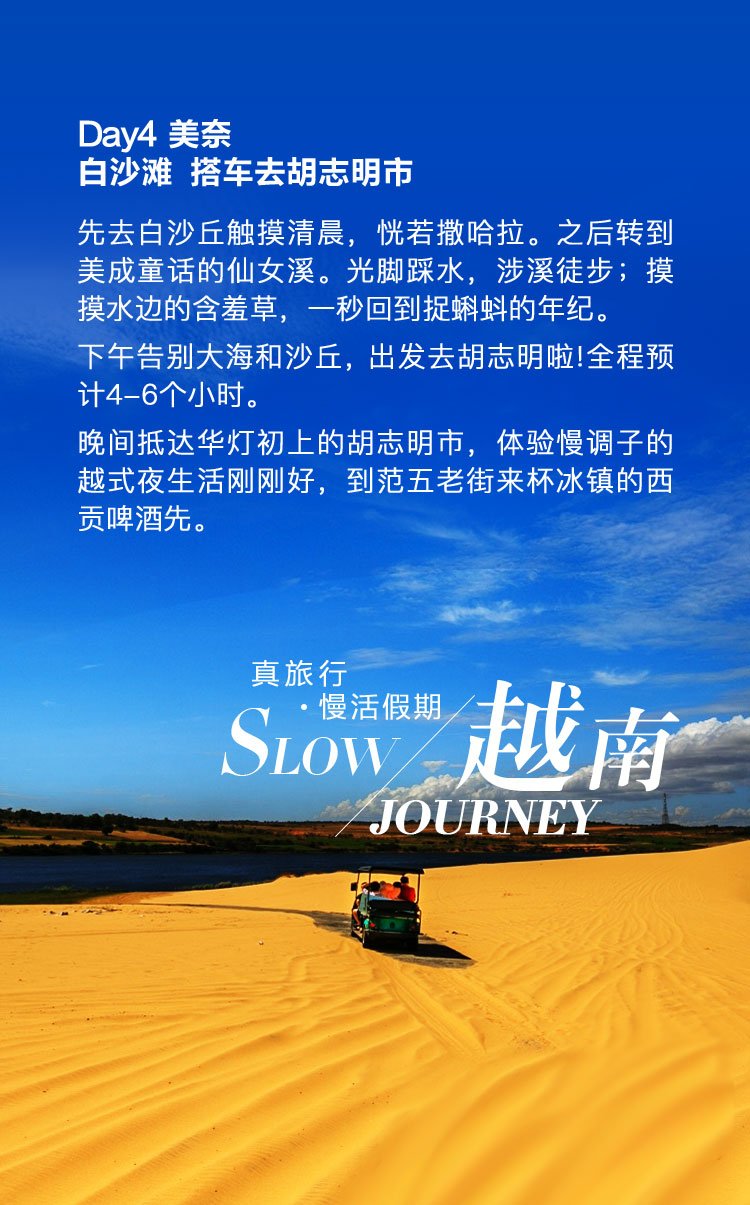 Day4 美奈
白沙滩 搭车去胡志明市
先去白沙丘触摸清晨，恍若撒哈拉。之后转到
美成童话的仙女溪。光脚踩水，涉溪徒步；摸
摸水边的含羞草，一秒回到捉蝌蚪的年纪。
下午告别大海和沙丘，出发去胡志明啦!全程预
计4-6个小时。
晚间抵达华灯初上的胡志明市，体验慢调子的
越式夜生活刚刚好，到范五老街来杯冰镇的西
贡啤酒先。
真旅行
·慢活假期
SLOW
越南
JOURNEY